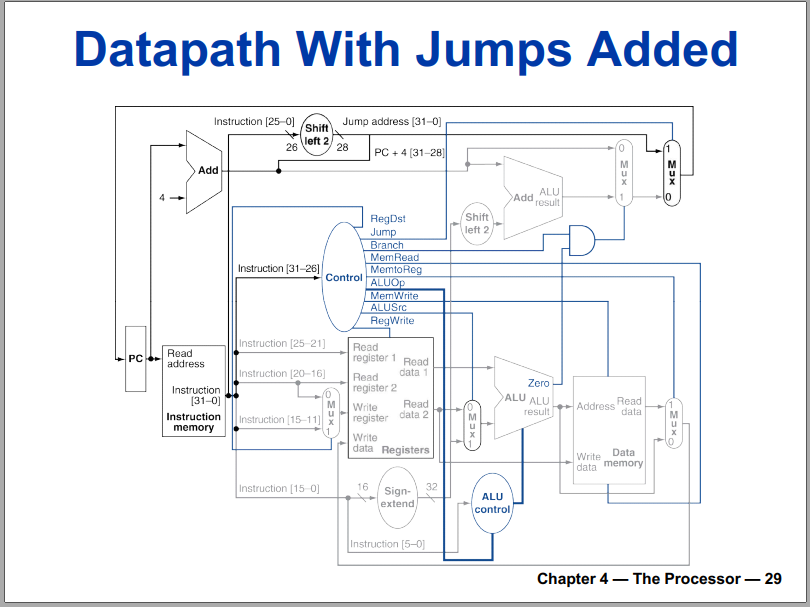 Datapath With Jumps Added
Instruction [25–0]
Shift
left 2
Jump address [31–0]
26
28
PC + 4 [31–28]
Add
4
0
M
u
x
1
1
M
u
x
0
Add
ALU
result
Shift
left 2
RegDst
Jump
Branch
MemRead
MemtoReg
ALUOp
MemWrite
ALUSrc
RegWrite
Instruction [31–26]
Control
PC
Read
address
Instruction
[31–0]
Instruction
memory
Instruction [25–21]
Instruction [20–16]
Instruction [15–11]
0
M
u
x
1
Read
register 1
Read
register 2
Write
register
Write
data
Read
data 1
Read
data 2
Registers
0
M
u
x
1
Zero
ALU
ALU
result
Address
Read
data
Write
data
Data
memory
1
M
u
x
0
Instruction [15–0]
16
Sign-
extend
32
ALU
control
Instruction [5–0]
Chapter 4 — The Processor — 29